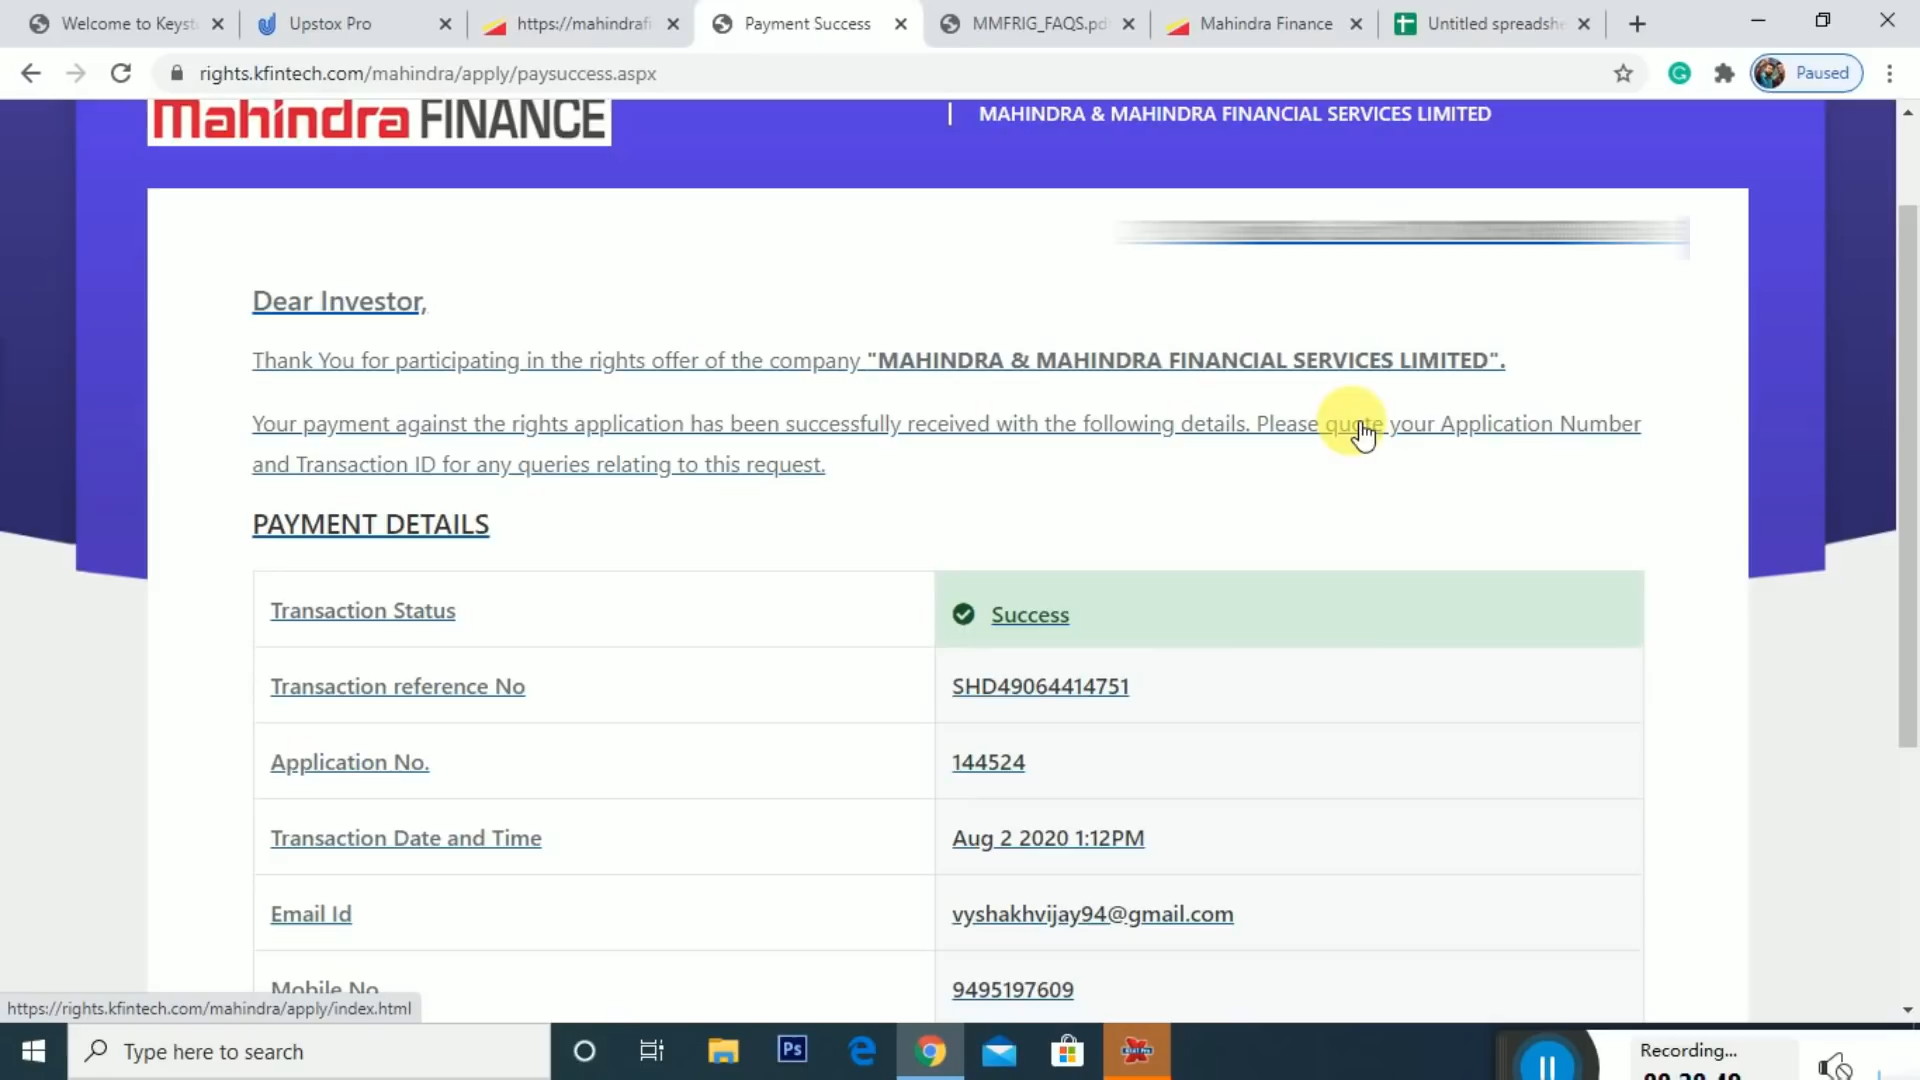 Welcome to Keyst
Upstox Pro
https://mahindrafi
Payment Success
MMFRIG_FAQS.pd
Mahindra Finance
Untitled spreadshe
rights.kfintech.com/mahindra/apply/paysuccess.aspx
Paused
Mahindra FINANCE
MAHINDRA & MAHINDRA FINANCIAL SERVICES LIMITED
Dear Investor,
Thank You for participating in the rights offer of the company "MAHINDRA & MAHINDRA FINANCIAL SERVICES LIMITED".
Your payment against the rights application has been successfully received with the following details. Please quote your Application Number
and Transaction ID for any queries relating to this request.
PAYMENT DETAILS
Transaction Status
Success
Transaction reference No
SHD49064414751
Application No.
144524
Transaction Date and Time
Aug 2 2020 1:12PM
Email Id
vyshakhvijay94@gmail.com
Mobile No
9495197609
https://rights.kfintech.com/mahindra/apply/index.html
Type here to search
Ps
Recording...